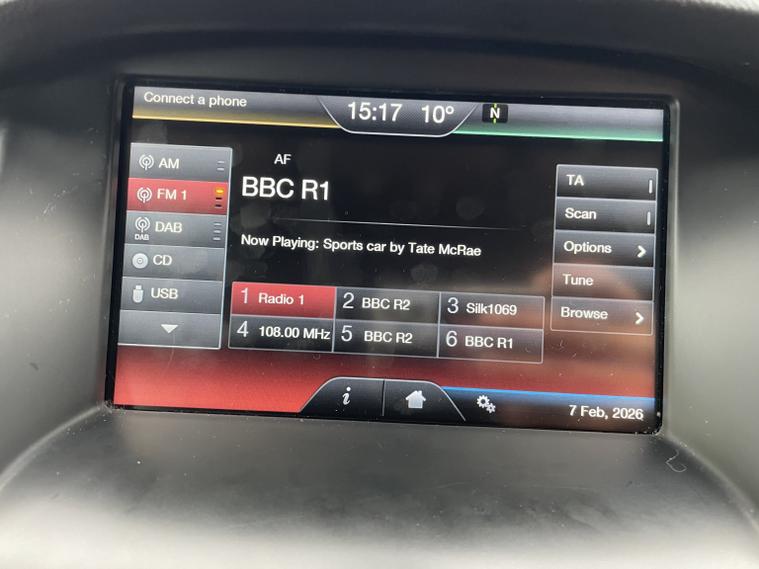 Connect a phone
15:17 10° N
AM
FM 1
DAB
DAB
CD
USB
AF
BBC R1
Now Playing: Sports car by Tate McRae
1 Radio 1
2 BBC R2
3 Silk1069
4 108.00 MHz
5 BBC R2
6 BBC R1
TA
Scan
Options
Tune
Browse
i
7 Feb, 2026